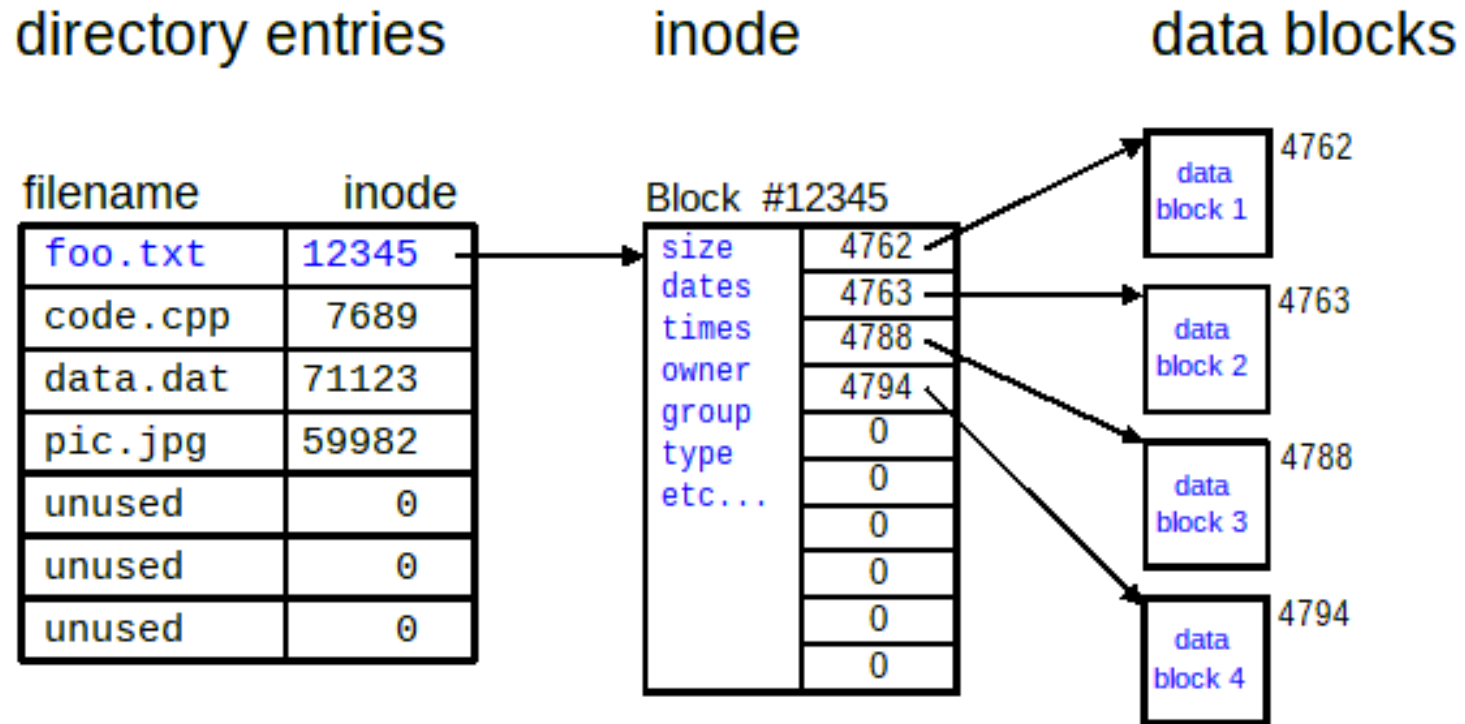 directory entries
inode
data blocks
filename inode
foo.txt 12345
code.cpp 7689
data.dat 71123
pic.jpg 59982
unused 0
unused 0
unused 0
Block #12345
size
dates
times
owner
group
type
etc...
4762
4763
4788
4794
0
0
0
0
0
0
4762
data
block 1
4763
data
block 2
4788
data
block 3
4794
data
block 4